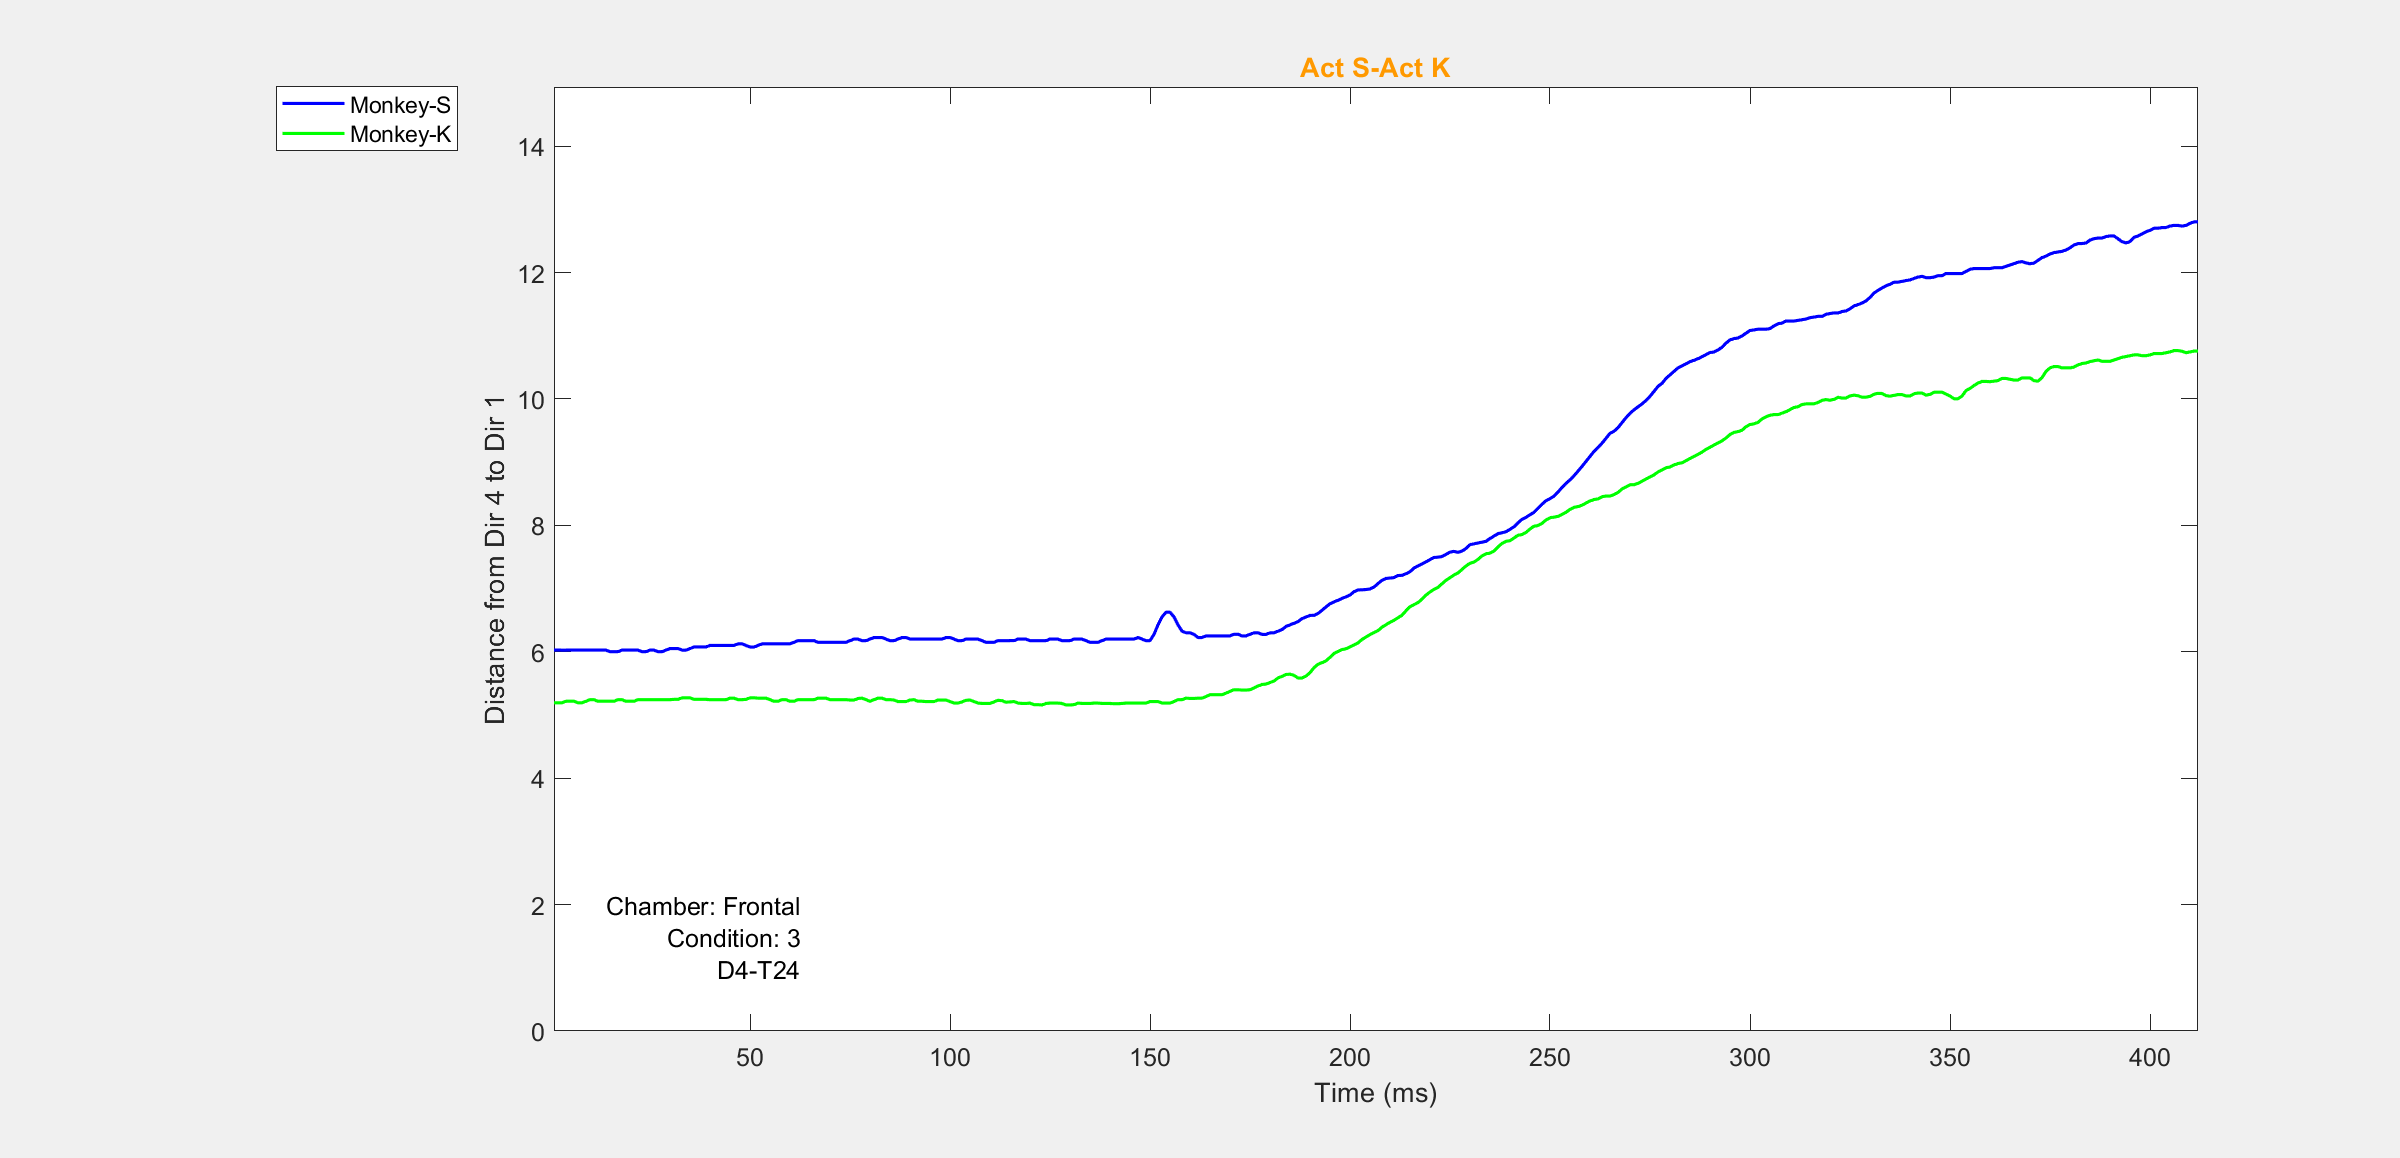 Act S-Act K
Monkey-S
Monkey-K
14
12
10
8
6
4
2
0
Distance from Dir 4 to Dir 1
Chamber: Frontal
Condition: 3
D4-T24
50 100 150 200 250 300 350 400
Time (ms)